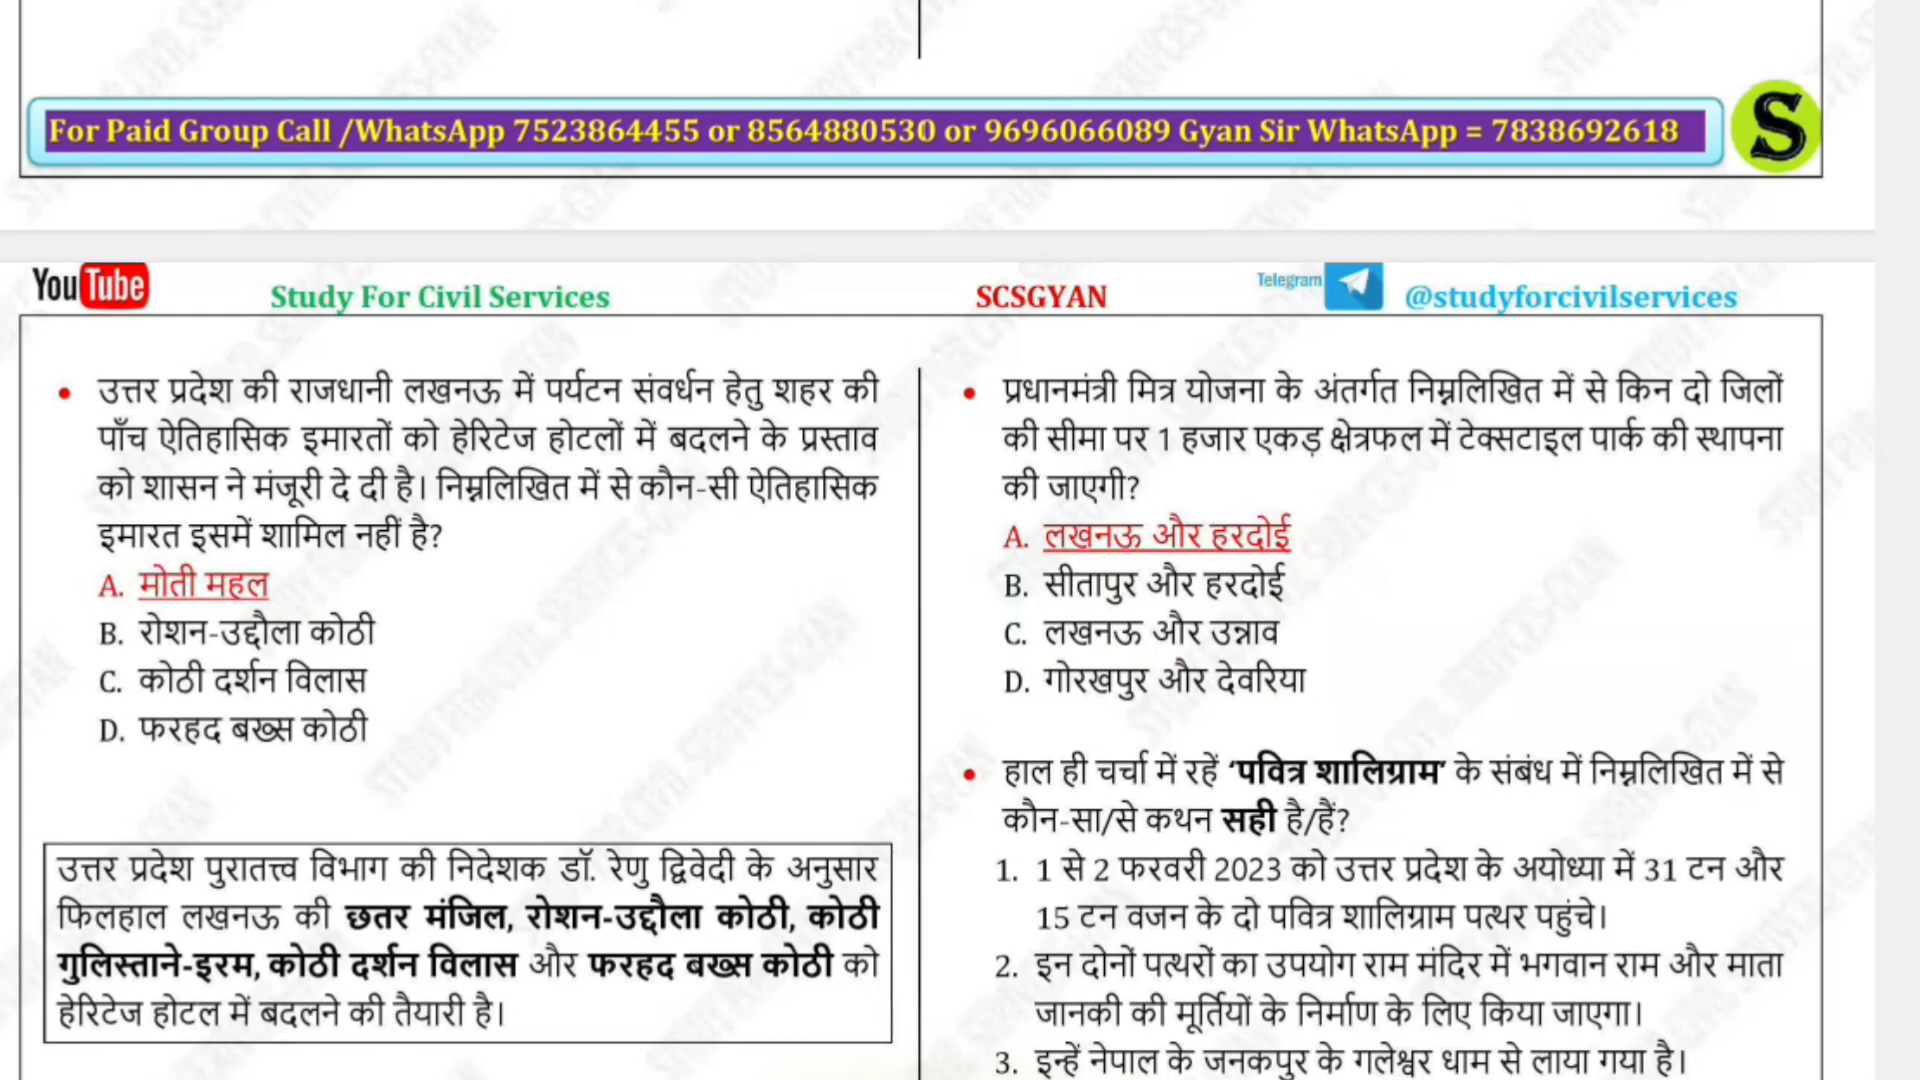 For Paid Group Call /WhatsApp 7523864455 or 8564880530 or 9696066089 Gyan Sir WhatsApp = 7838692618
S
YouTube
Study For Civil Services
SCSGYAN
Telegram
@studyforcivilservices
• उत्तर प्रदेश की राजधानी लखनऊ में पर्यटन संवर्धन हेतु शहर की
पाँच ऐतिहासिक इमारतों को हेरिटेज होटलों में बदलने के प्रस्ताव
को शासन ने मंजूरी दे दी है। निम्नलिखित में से कौन-सी ऐतिहासिक
इमारत इसमें शामिल नहीं है?
A. मोती महल
B. रोशन-उद्दौला कोठी
C. कोठी दर्शन विलास
D. फरहद बख्स कोठी
उत्तर प्रदेश पुरातत्त्व विभाग की निदेशक डॉ. रेणु द्विवेदी के अनुसार
फिलहाल लखनऊ की छतर मंजिल, रोशन-उद्दौला कोठी, कोठी
गुलिस्ताने-इरम, कोठी दर्शन विलास और फरहद बख्स कोठी को
हेरिटेज होटल में बदलने की तैयारी है।
• प्रधानमंत्री मित्र योजना के अंतर्गत निम्नलिखित में से किन दो जिलों
की सीमा पर 1 हजार एकड़ क्षेत्रफल में टेक्सटाइल पार्क की स्थापना
की जाएगी?
A. लखनऊ और हरदोई
B. सीतापुर और हरदोई
C. लखनऊ और उन्नाव
D. गोरखपुर और देवरिया
• हाल ही चर्चा में रहें ‘पवित्र शालिग्राम’ के संबंध में निम्नलिखित में से
कौन-सा/से कथन सही है/हैं?
1. 1 से 2 फरवरी 2023 को उत्तर प्रदेश के अयोध्या में 31 टन और
15 टन वजन के दो पवित्र शालिग्राम पत्थर पहुंचे।
2. इन दोनों पत्थरों का उपयोग राम मंदिर में भगवान राम और माता
जानकी की मूर्तियों के निर्माण के लिए किया जाएगा।
3. इन्हें नेपाल के जनकपुर के गलेश्वर धाम से लाया गया है।